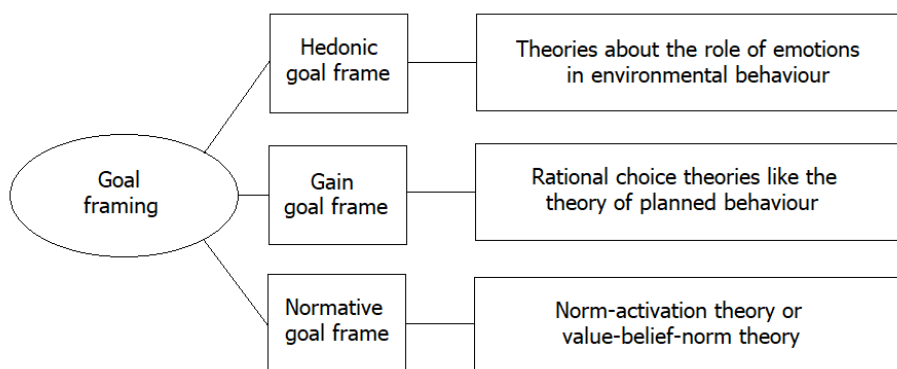 Goal
framing
Hedonic
goal frame
Theories about the role of emotions
in environmental behaviour
Gain
goal frame
Rational choice theories like the
theory of planned behaviour
Normative
goal frame
Norm-activation theory or
value-belief-norm theory